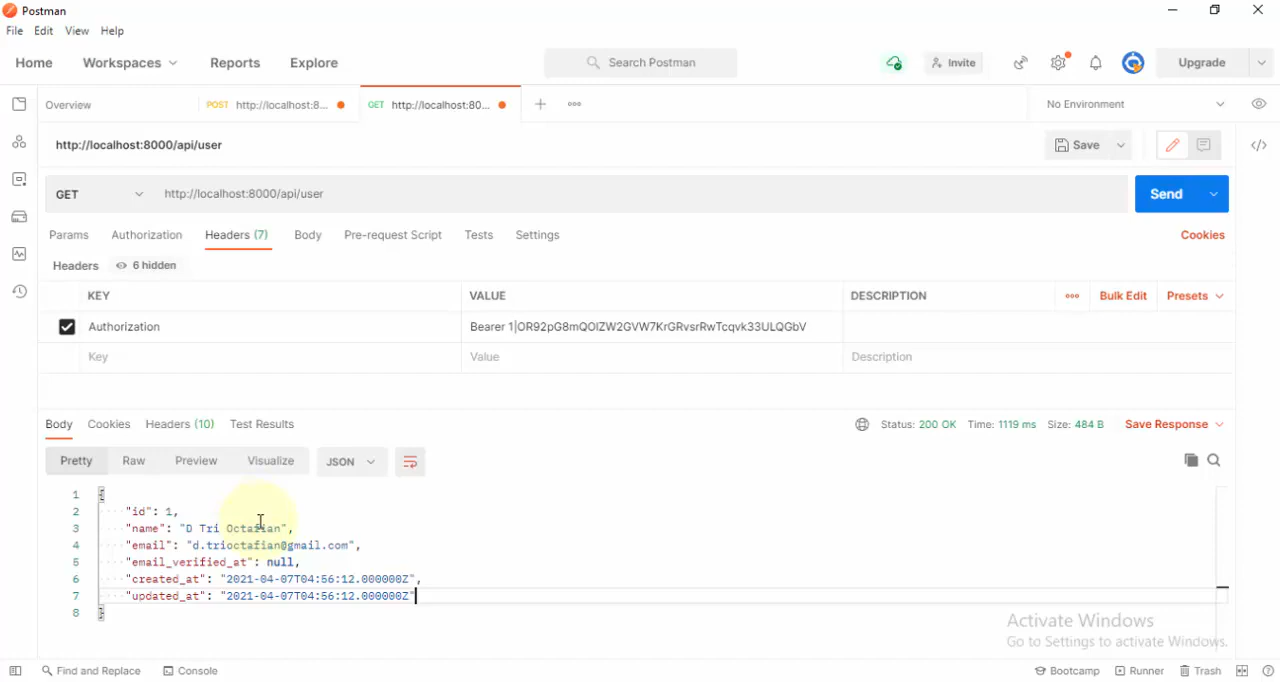 Postman
File Edit View Help
Home Workspaces Reports Explore Search Postman Invite Upgrade
Overview POST http://localhost:8... GET http://localhost:80... No Environment
http://localhost:8000/api/user Save
GET http://localhost:8000/api/user Send
Params Authorization Headers (7) Body Pre-request Script Tests Settings Cookies
Headers 6 hidden
KEY VALUE DESCRIPTION Bulk Edit Presets
Authorization Bearer 1|OR92pG8mQOlZW2GVW7KrGRvsrRwTcqvk33ULQGbV
Key Value Description
Body Cookies Headers (10) Test Results Status: 200 OK Time: 1119 ms Size: 484 B Save Response
Pretty Raw Preview Visualize JSON
1 {
2 "id": 1,
3 "name": "D Tri Octafian",
4 "email": "d.trioctafian@gmail.com",
5 "email_verified_at": null,
6 "created_at": "2021-04-07T04:56:12.000000Z",
7 "updated_at": "2021-04-07T04:56:12.000000Z"
8 }
Activate Windows
Go to Settings to activate Windows.
Find and Replace Console Bootcamp Runner Trash